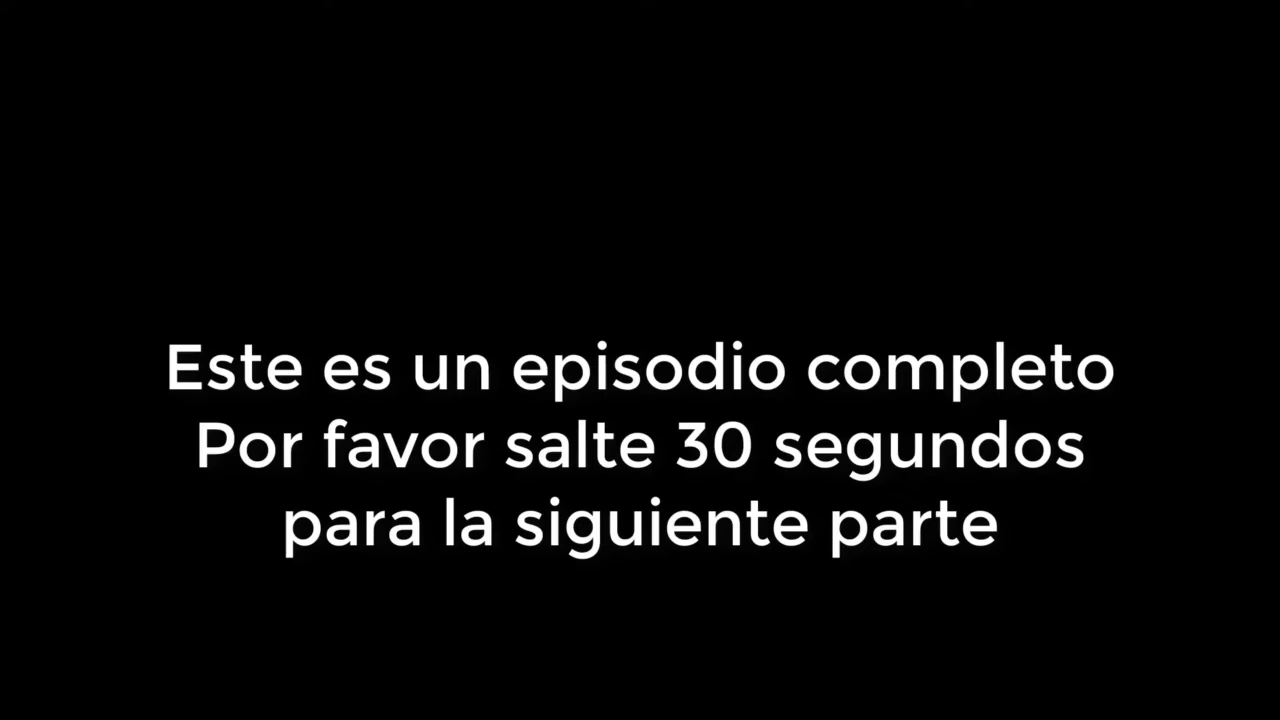 Este es un episodio completo
Por favor salte 30 segundos
para la siguiente parte